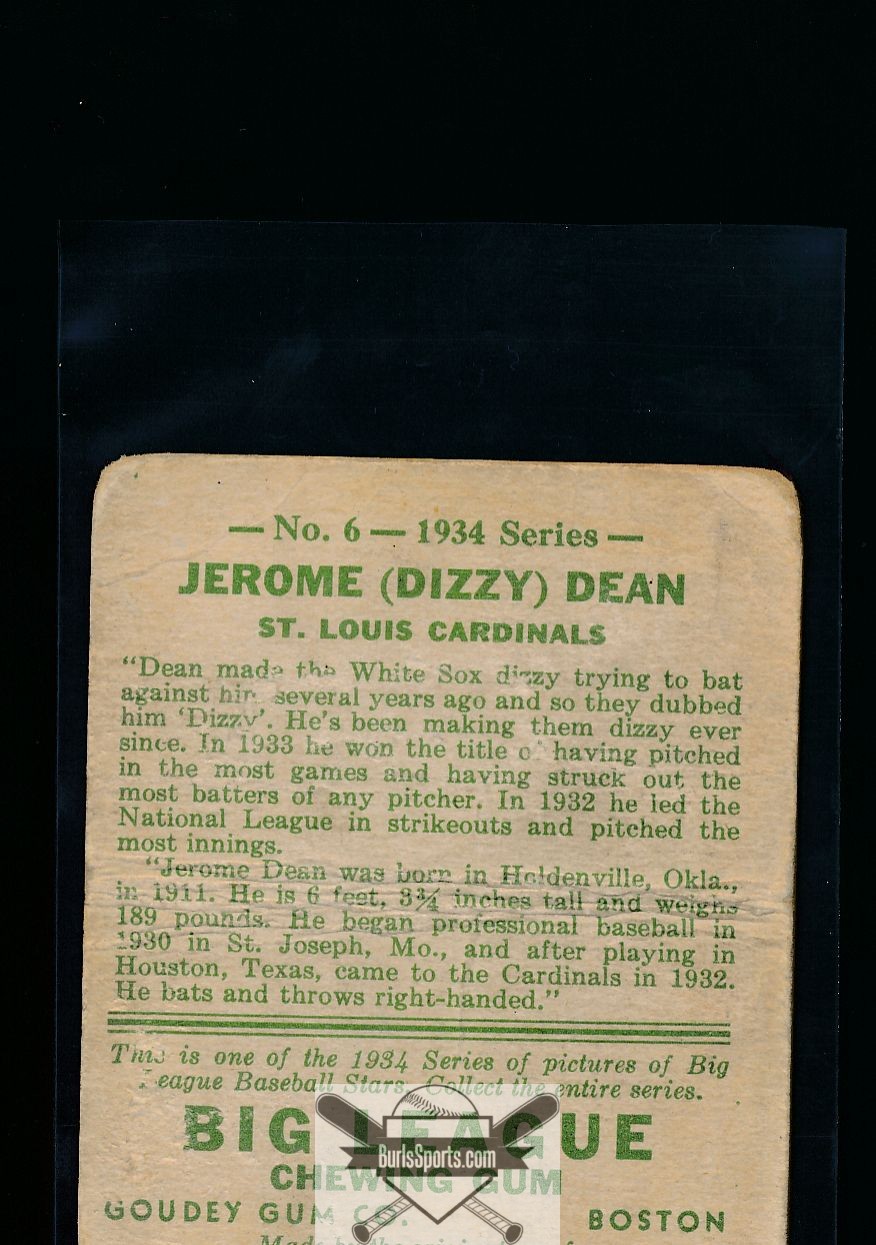 — No. 6 — 1934 Series —
JEROME (DIZZY) DEAN
ST. LOUIS CARDINALS
"Dean made the White Sox dizzy trying to bat
against him several years ago and so they dubbed
him 'Dizzy'. He's been making them dizzy ever
since. In 1933 he won the title of having pitched
in the most games and having struck out the
most batters of any pitcher. In 1932 he led the
National League in strikeouts and pitched the
most innings.
"Jerome Dean was born in Holdenville, Okla.,
in 1911. He is 6 feet, 3¾ inches tall and weighs
189 pounds. He began professional baseball in
1930 in St. Joseph, Mo., and after playing in
Houston, Texas, came to the Cardinals in 1932.
He bats and throws right-handed."
This is one of the 1934 Series of pictures of Big
League Baseball Stars. Collect the entire series.
BIG LEAGUE
BurlsSports.com
CHEWING GUM
GOUDEY GUM CO. BOSTON
Made by the